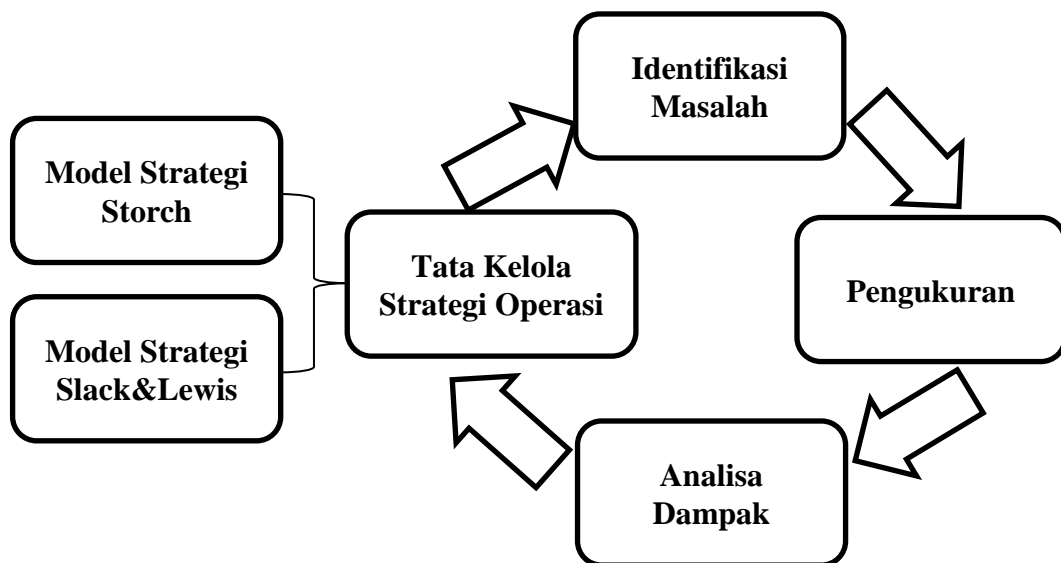 Identifikasi
Masalah
Model Strategi
Storch
Tata Kelola
Strategi Operasi
Pengukuran
Model Strategi
Slack&Lewis
Analisa
Dampak